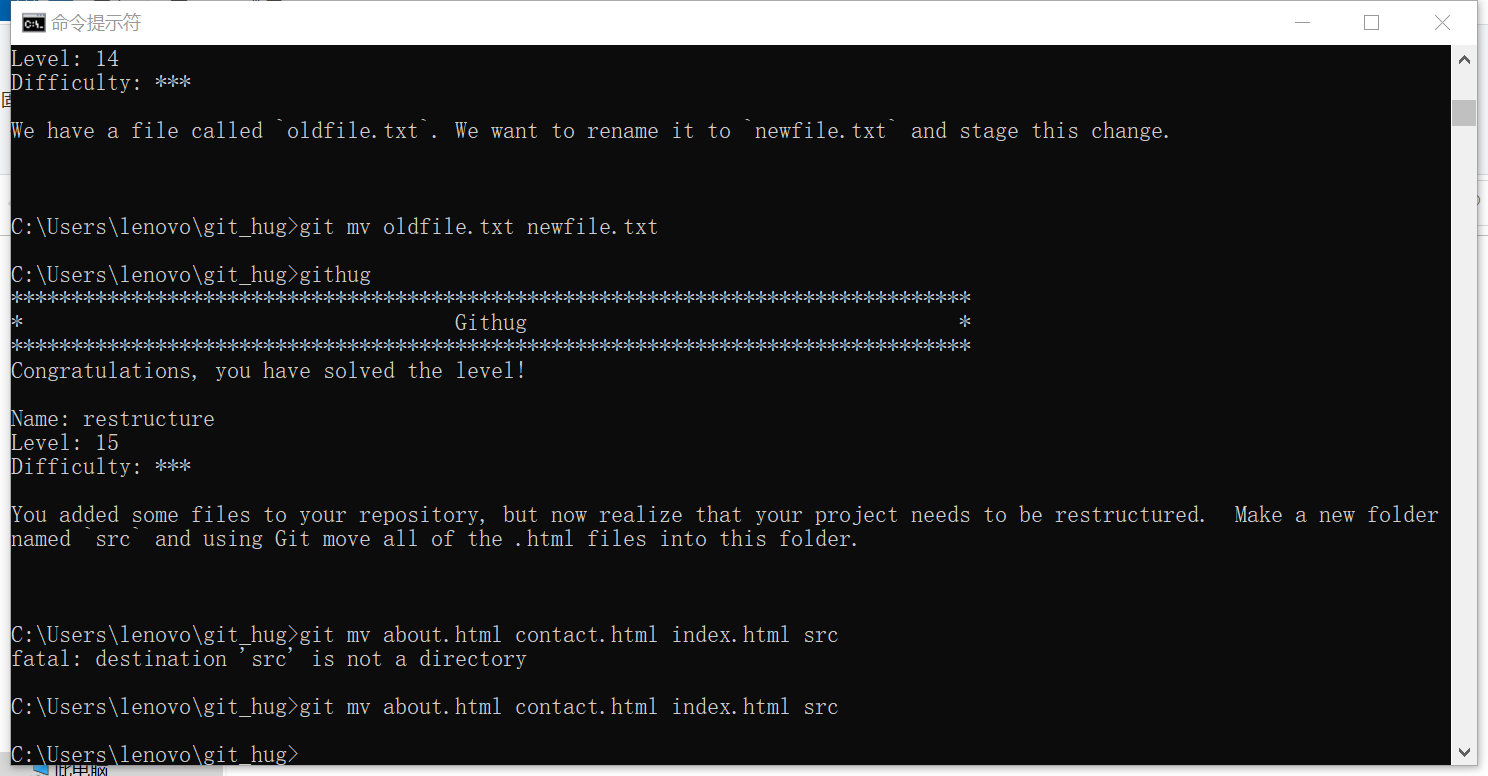 命令提示符
Level: 14
Difficulty: ***
We have a file called `oldfile.txt`. We want to rename it to `newfile.txt` and stage this change.
C:\Users\lenovo\git_hug>git mv oldfile.txt newfile.txt
C:\Users\lenovo\git_hug>githug
********************************************************************************
*                                    Githug                                    *
********************************************************************************
Congratulations, you have solved the level!
Name: restructure
Level: 15
Difficulty: ***
You added some files to your repository, but now realize that your project needs to be restructured.  Make a new folder
named `src` and using Git move all of the .html files into this folder.
C:\Users\lenovo\git_hug>git mv about.html contact.html index.html src
fatal: destination 'src' is not a directory
C:\Users\lenovo\git_hug>git mv about.html contact.html index.html src
C:\Users\lenovo\git_hug>
此电脑